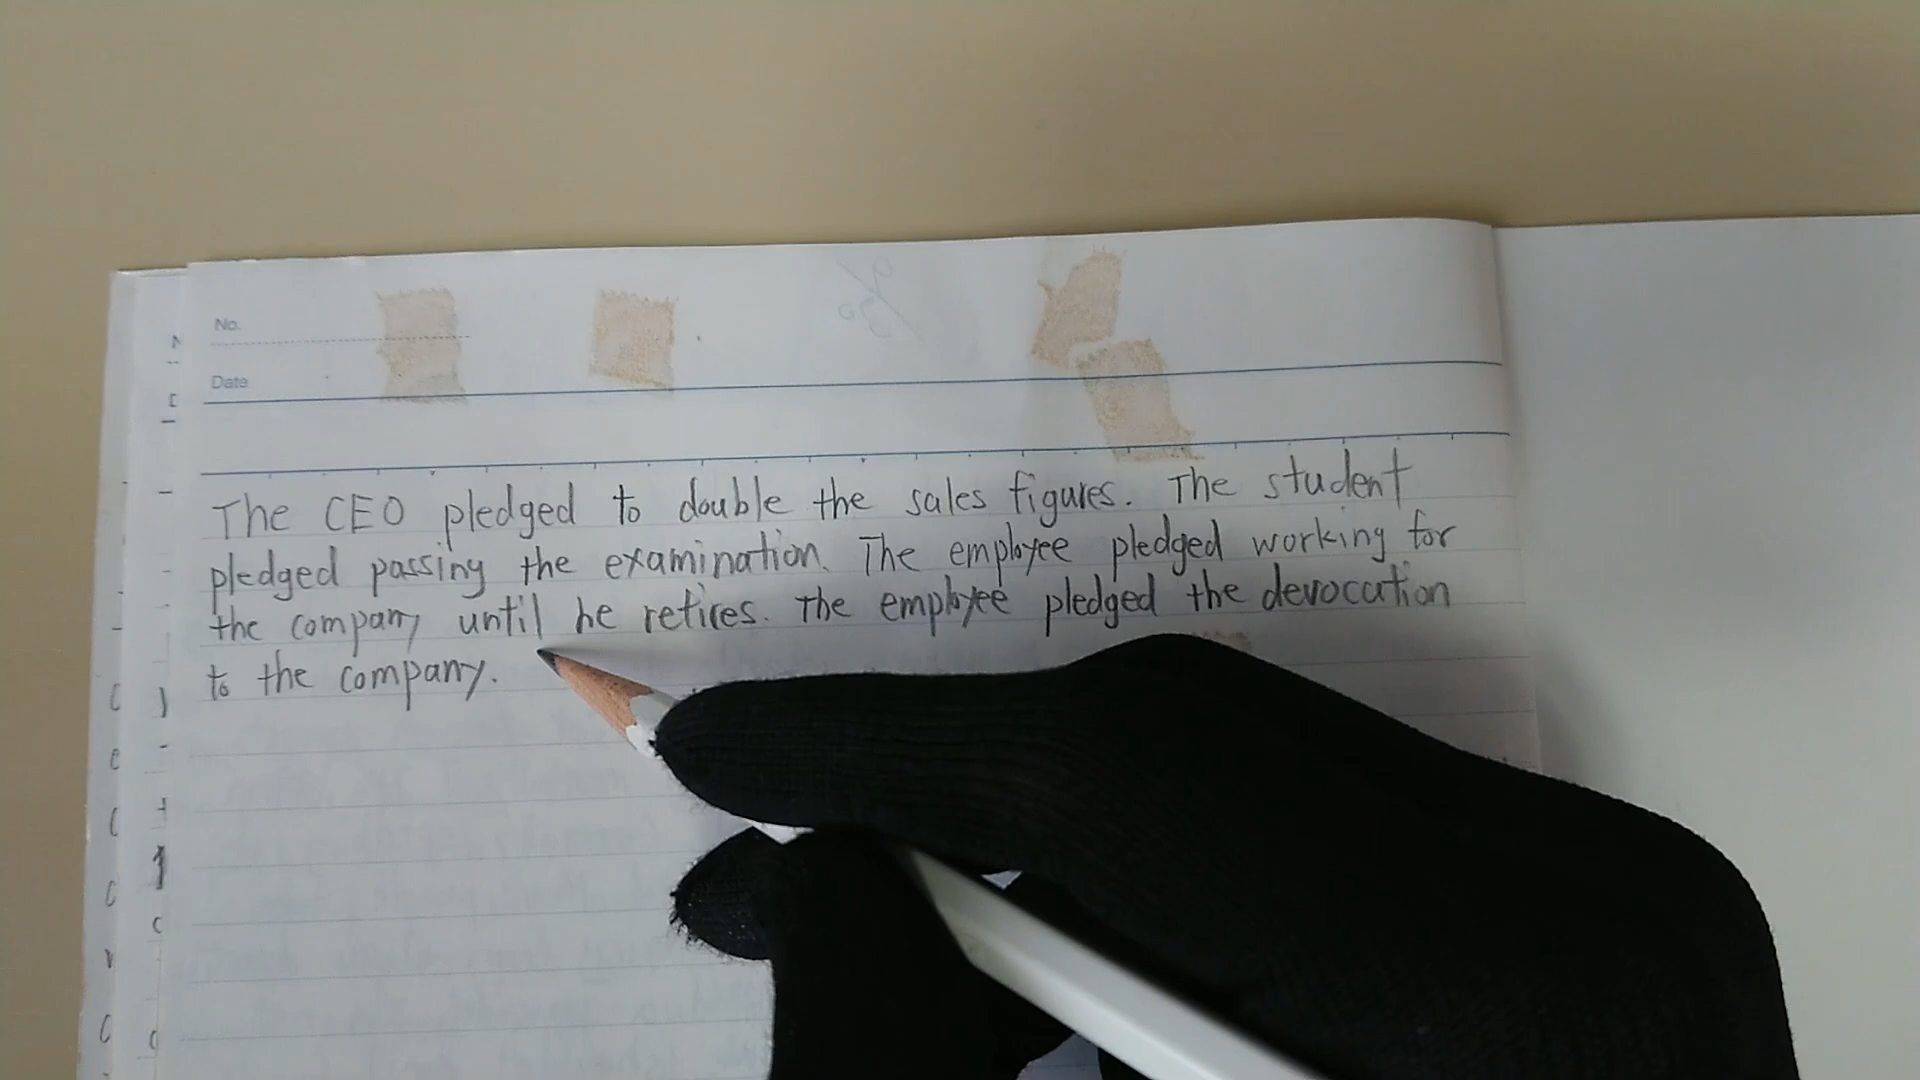 No.
Date
The CEO pledged to double the sales figures. The student
pledged passing the examination. The employee pledged working for
the company until he retires. The employee pledged the devocation
to the company.